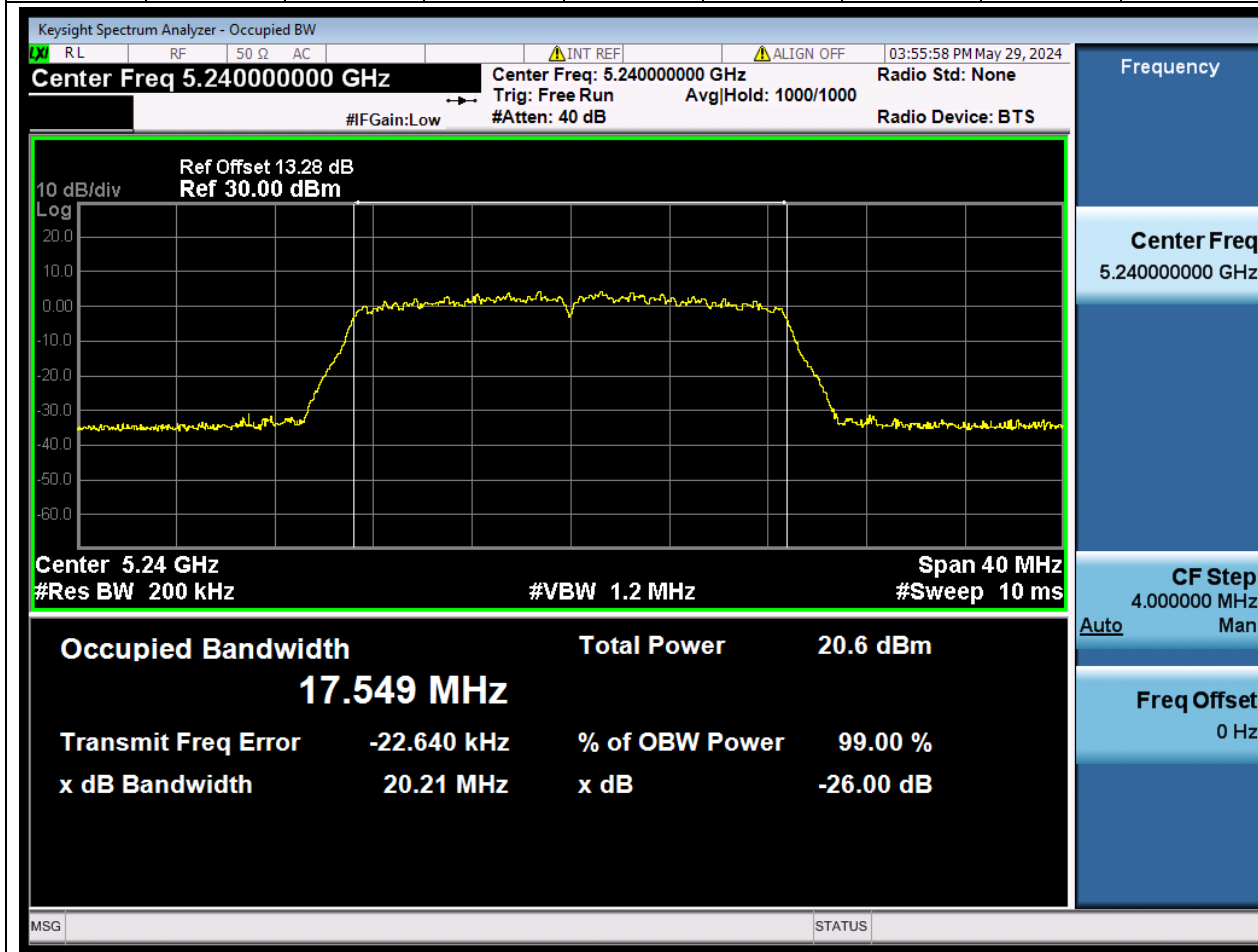 Keysight Spectrum Analyzer - Occupied BW
LXI RL RF 50 Ω AC INT REF ALIGN OFF 03:55:58 PM May 29, 2024
Center Freq 5.240000000 GHz
Center Freq: 5.240000000 GHz Radio Std: None
Trig: Free Run Avg|Hold: 1000/1000
#IFGain:Low #Atten: 40 dB Radio Device: BTS
Frequency
Ref Offset 13.28 dB
10 dB/div Ref 30.00 dBm
Log
20.0
10.0
0.00
-10.0
-20.0
-30.0
-40.0
-50.0
-60.0
Center 5.24 GHz Span 40 MHz
#Res BW 200 kHz #VBW 1.2 MHz #Sweep 10 ms
Occupied Bandwidth Total Power 20.6 dBm
17.549 MHz
Transmit Freq Error -22.640 kHz % of OBW Power 99.00 %
x dB Bandwidth 20.21 MHz x dB -26.00 dB
Center Freq
5.240000000 GHz
CF Step
4.000000 MHz
Auto Man
Freq Offset
0 Hz
MSG STATUS